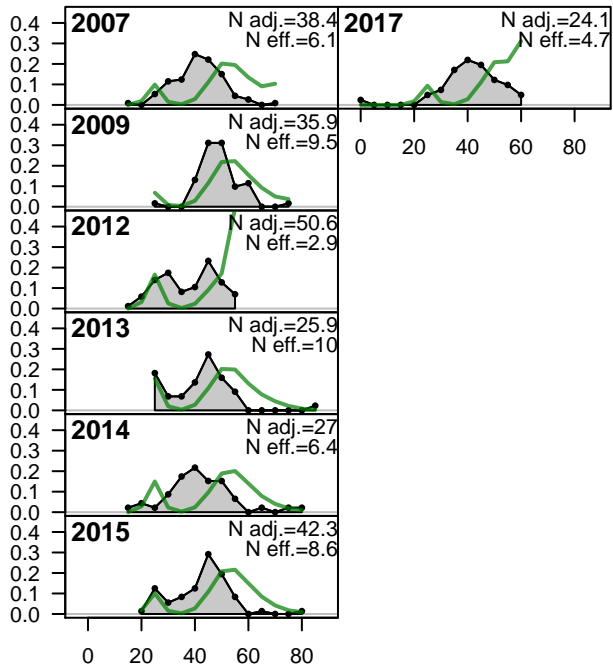 2007
N adj.=38.4
N eff.=6.1
0.4
0.3
0.2
0.1
0.0
2017
N adj.=24.1
N eff.=4.7
0 20 40 60 80
2009
N adj.=35.9
N eff.=9.5
0.4
0.3
0.2
0.1
0.0
2012
N adj.=50.6
N eff.=2.9
0.4
0.3
0.2
0.1
0.0
2013
N adj.=25.9
N eff.=10
0.4
0.3
0.2
0.1
0.0
2014
N adj.=27
N eff.=6.4
0.4
0.3
0.2
0.1
0.0
2015
N adj.=42.3
N eff.=8.6
0.4
0.3
0.2
0.1
0.0
0 20 40 60 80